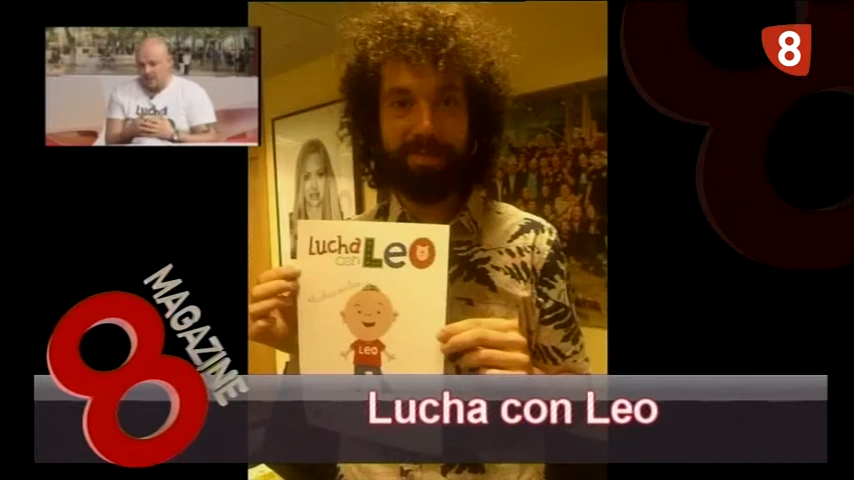 8
Lucha
Lucha
con
Leo
LEO
8
MAGAZINE
Lucha con Leo